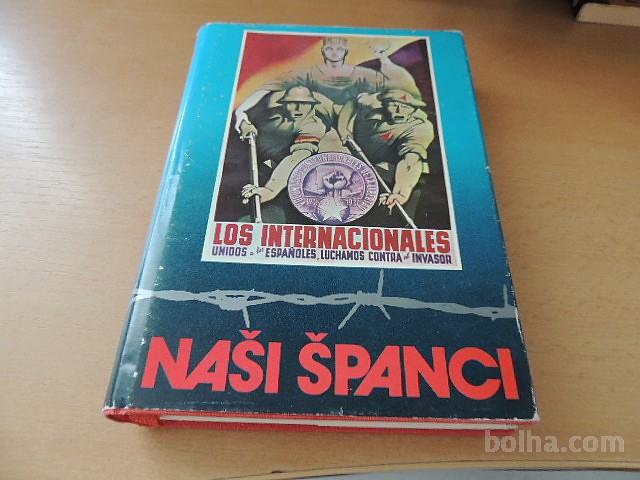 LOS INTERNACIONALES
UNIDOS a los ESPAÑOLES, LUCHAMOS CONTRA el INVASOR
NAŠI ŠPANCI
bolha.com